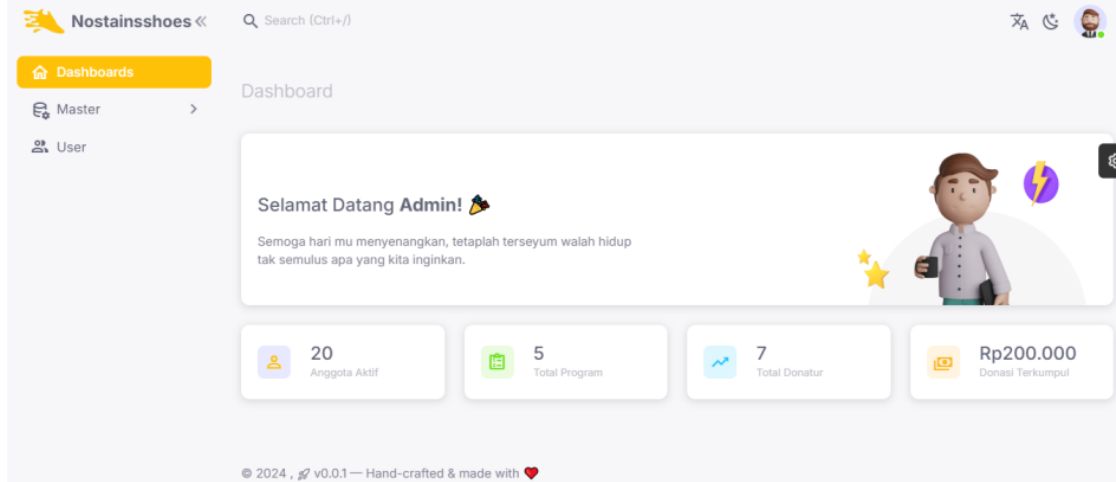 Nostainsshoes
Search (Ctrl+/)
Dashboards
Master
User
Dashboard
Selamat Datang Admin!
Semoga hari mu menyenangkan, tetaplah terseyum walah hidup
tak semulus apa yang kita inginkan.
20
Anggota Aktif
5
Total Program
7
Total Donatur
Rp200.000
Donasi Terkumpul
© 2024 , v0.0.1 — Hand-crafted & made with